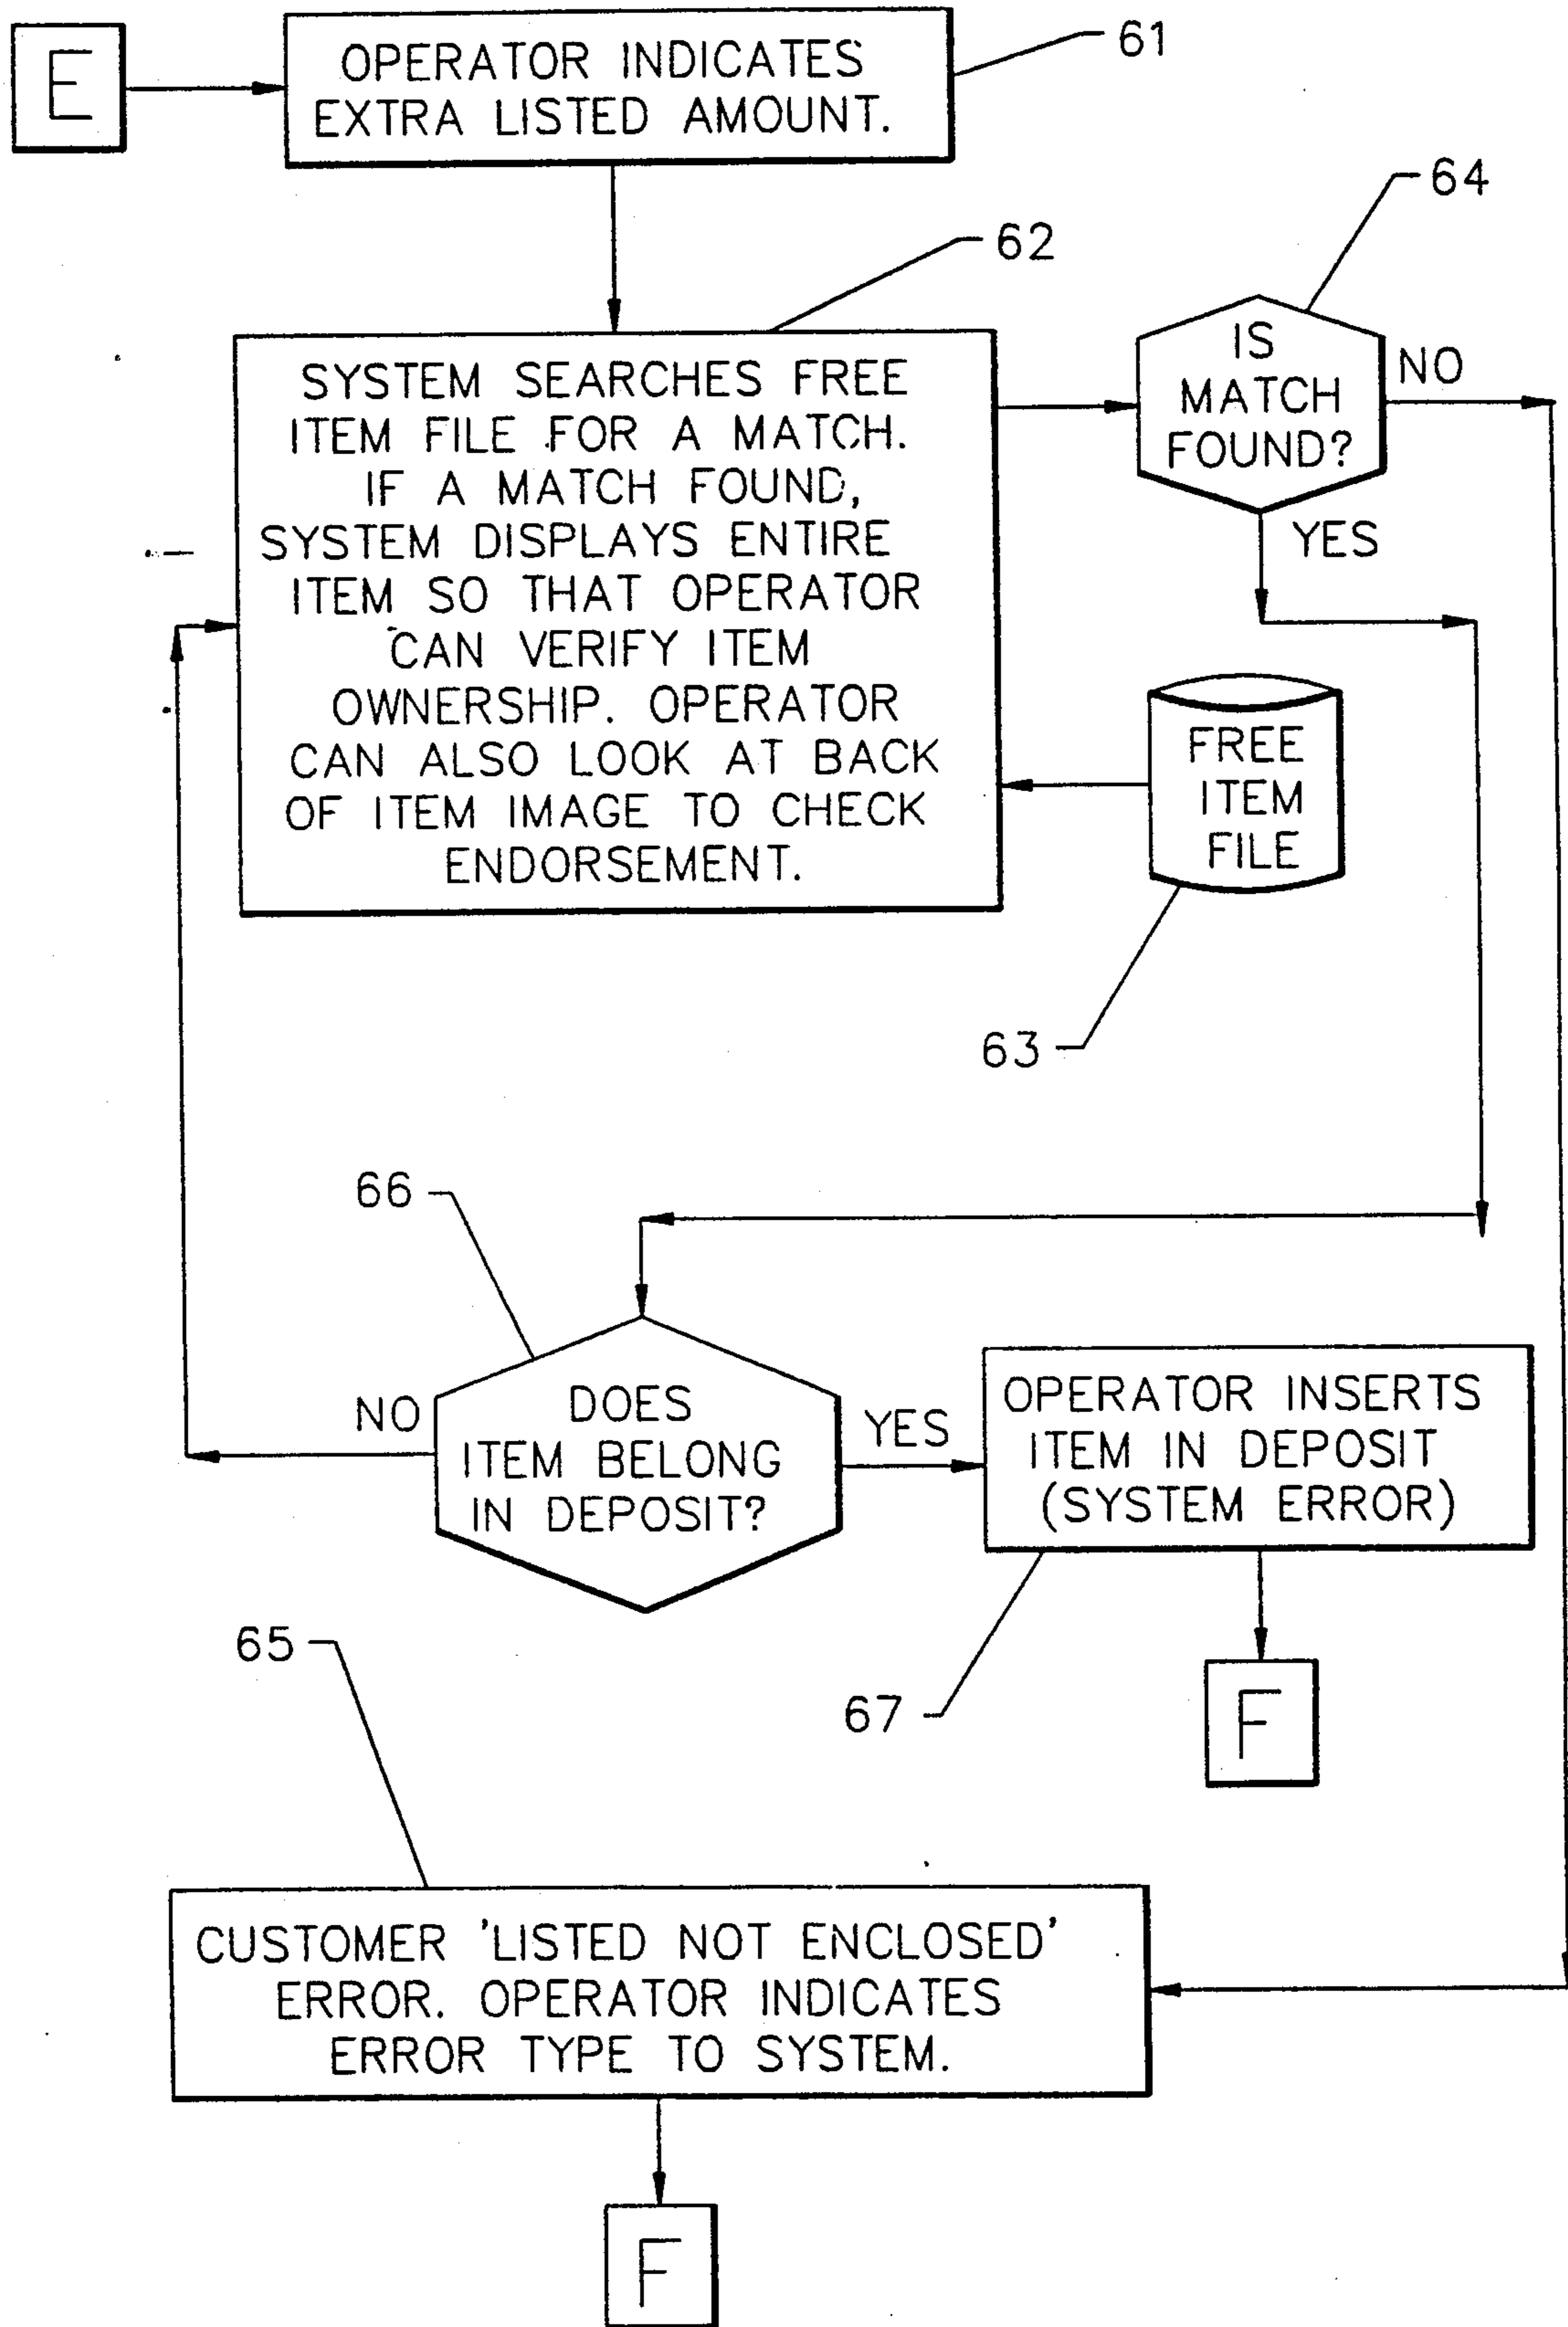 E
OPERATOR INDICATES
EXTRA LISTED AMOUNT.
61
62
SYSTEM SEARCHES FREE
ITEM FILE FOR A MATCH.
IF A MATCH FOUND,
SYSTEM DISPLAYS ENTIRE
ITEM SO THAT OPERATOR
CAN VERIFY ITEM
OWNERSHIP. OPERATOR
CAN ALSO LOOK AT BACK
OF ITEM IMAGE TO CHECK
ENDORSEMENT.
64
IS
MATCH
FOUND?
NO
YES
FREE
ITEM
FILE
63
66
DOES
ITEM BELONG
IN DEPOSIT?
NO
YES
OPERATOR INSERTS
ITEM IN DEPOSIT
(SYSTEM ERROR)
67
F
65
CUSTOMER 'LISTED NOT ENCLOSED'
ERROR. OPERATOR INDICATES
ERROR TYPE TO SYSTEM.
F